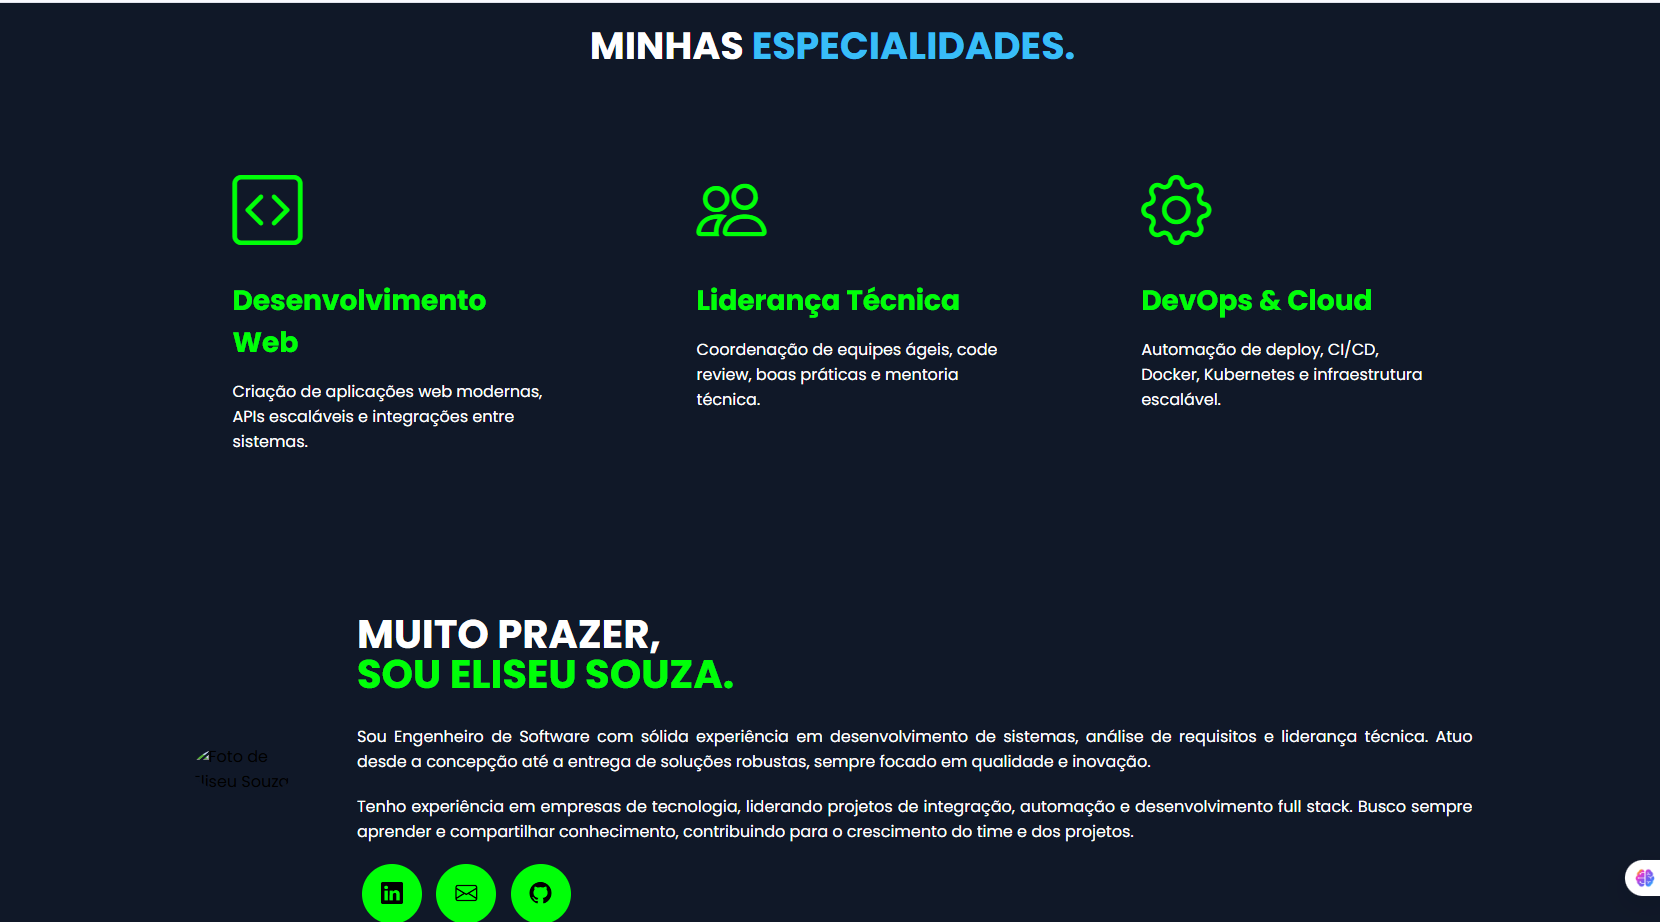 MINHAS ESPECIALIDADES.
Desenvolvimento
Web
Criação de aplicações web modernas,
APIs escaláveis e integrações entre
sistemas.
Liderança Técnica
Coordenação de equipes ágeis, code
review, boas práticas e mentoria
técnica.
DevOps & Cloud
Automação de deploy, CI/CD,
Docker, Kubernetes e infraestrutura
escalável.
MUITO PRAZER,
SOU ELISEU SOUZA.
Foto de
Eliseu Souza
Sou Engenheiro de Software com sólida experiência em desenvolvimento de sistemas, análise de requisitos e liderança técnica. Atuo
desde a concepção até a entrega de soluções robustas, sempre focado em qualidade e inovação.
Tenho experiência em empresas de tecnologia, liderando projetos de integração, automação e desenvolvimento full stack. Busco sempre
aprender e compartilhar conhecimento, contribuindo para o crescimento do time e dos projetos.
in